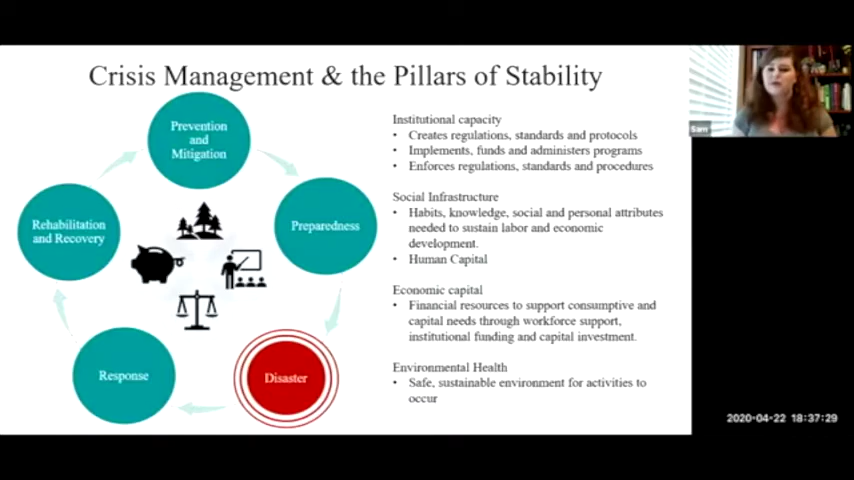 Crisis Management & the Pillars of Stability
Prevention
and
Mitigation
Preparedness
Disaster
Response
Rehabilitation
and Recovery
Institutional capacity
• Creates regulations, standards and protocols
• Implements, funds and administers programs
• Enforces regulations, standards and procedures
Social Infrastructure
• Habits, knowledge, social and personal attributes
needed to sustain labor and economic
development.
• Human Capital
Economic capital
• Financial resources to support consumptive and
capital needs through workforce support,
institutional funding and capital investment.
Environmental Health
• Safe, sustainable environment for activities to
occur
Sam
2020-04-22 18:37:29